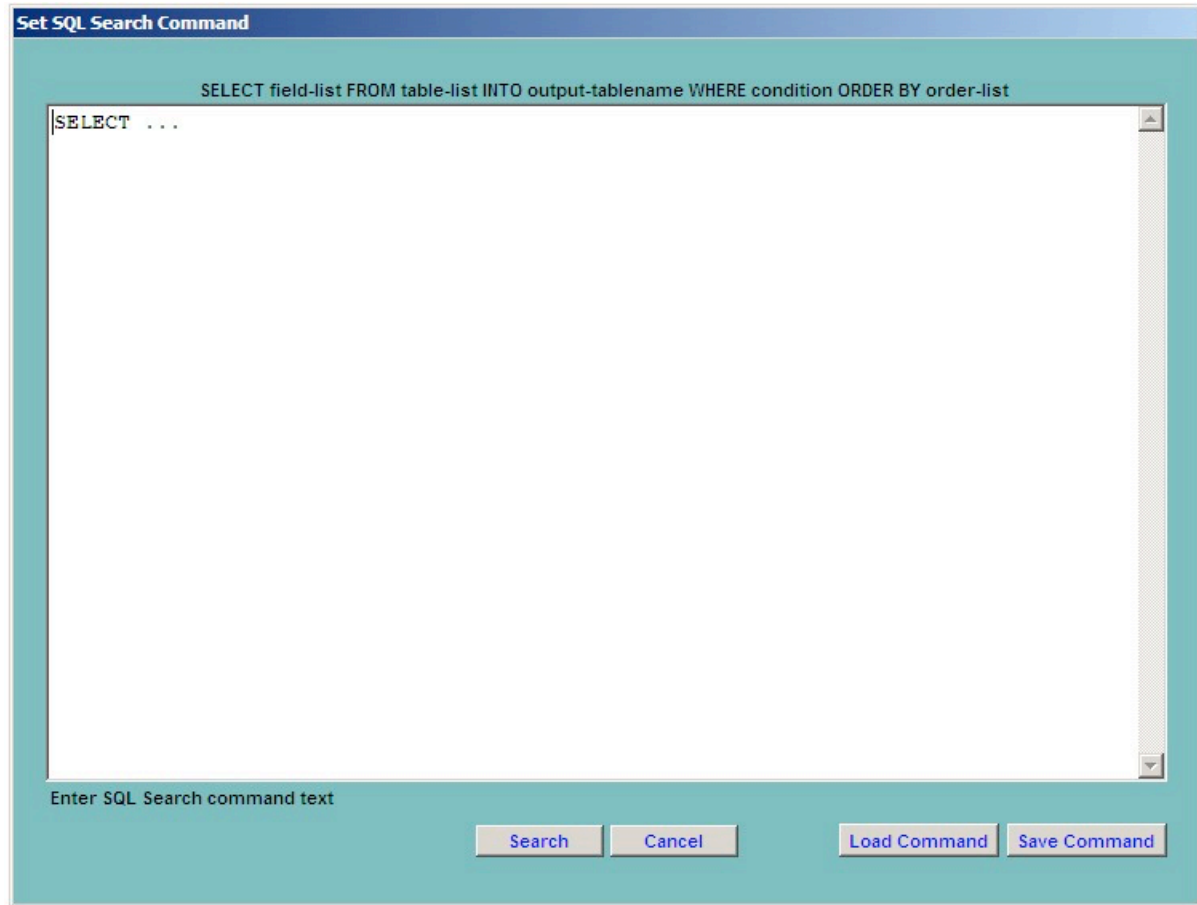 Set SQL Search Command
SELECT field-list FROM table-list INTO output-tablename WHERE condition ORDER BY order-list
SELECT ...
Enter SQL Search command text
Search Cancel Load Command Save Command